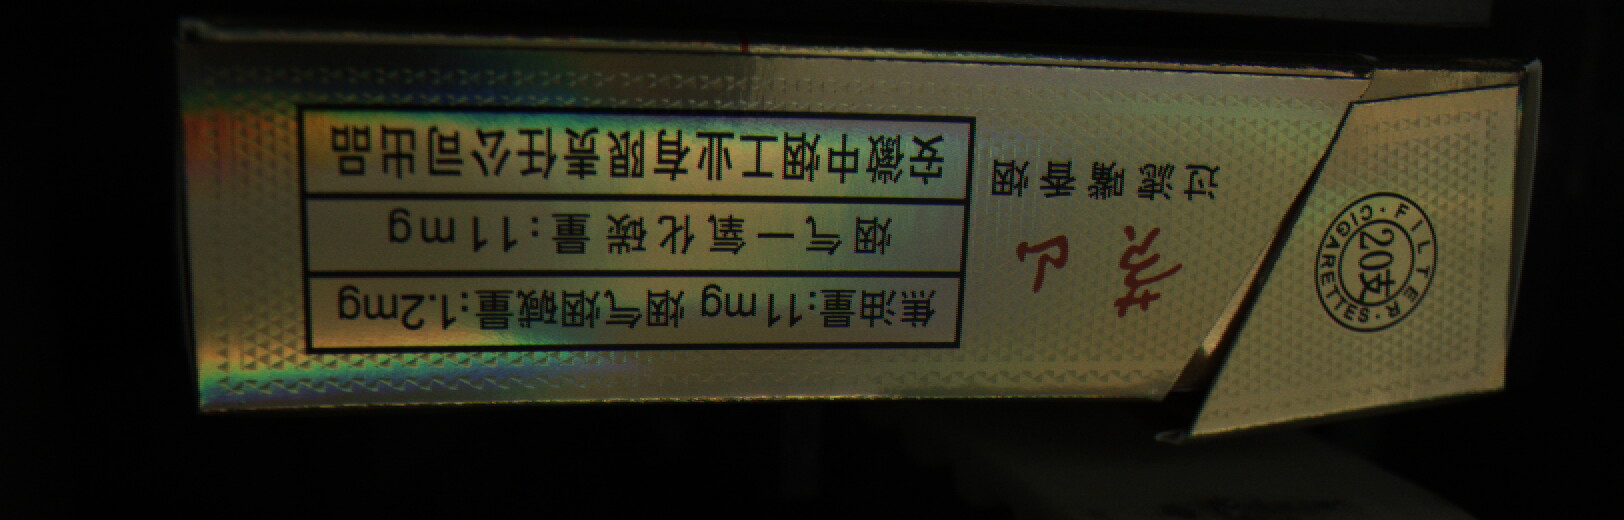 FILTER · CIGARETTES ·
20支
黄山
过滤嘴香烟
焦油量:11mg 烟气烟碱量:1.2mg
烟气一氧化碳量:11mg
安徽中烟工业有限责任公司出品